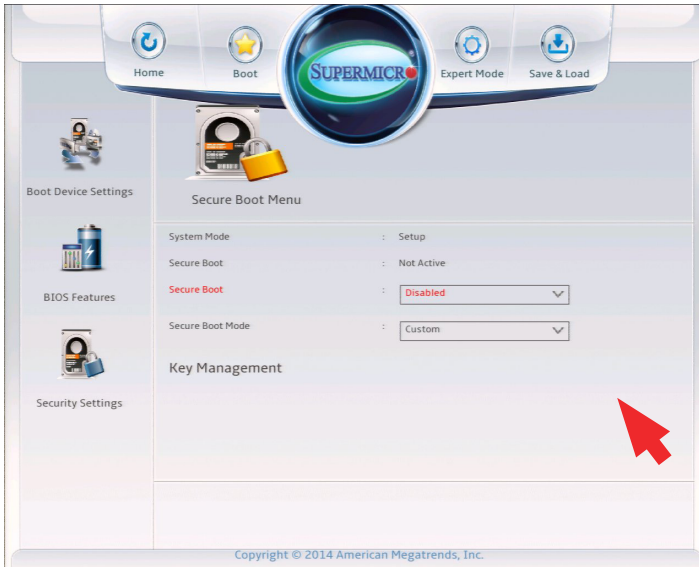 Home
Boot
SUPERMICR
Expert Mode
Save & Load
Boot Device Settings
BIOS Features
Security Settings
Secure Boot Menu
System Mode : Setup
Secure Boot : Not Active
Secure Boot : Disabled
Secure Boot Mode : Custom
Key Management
Copyright © 2014 American Megatrends, Inc.